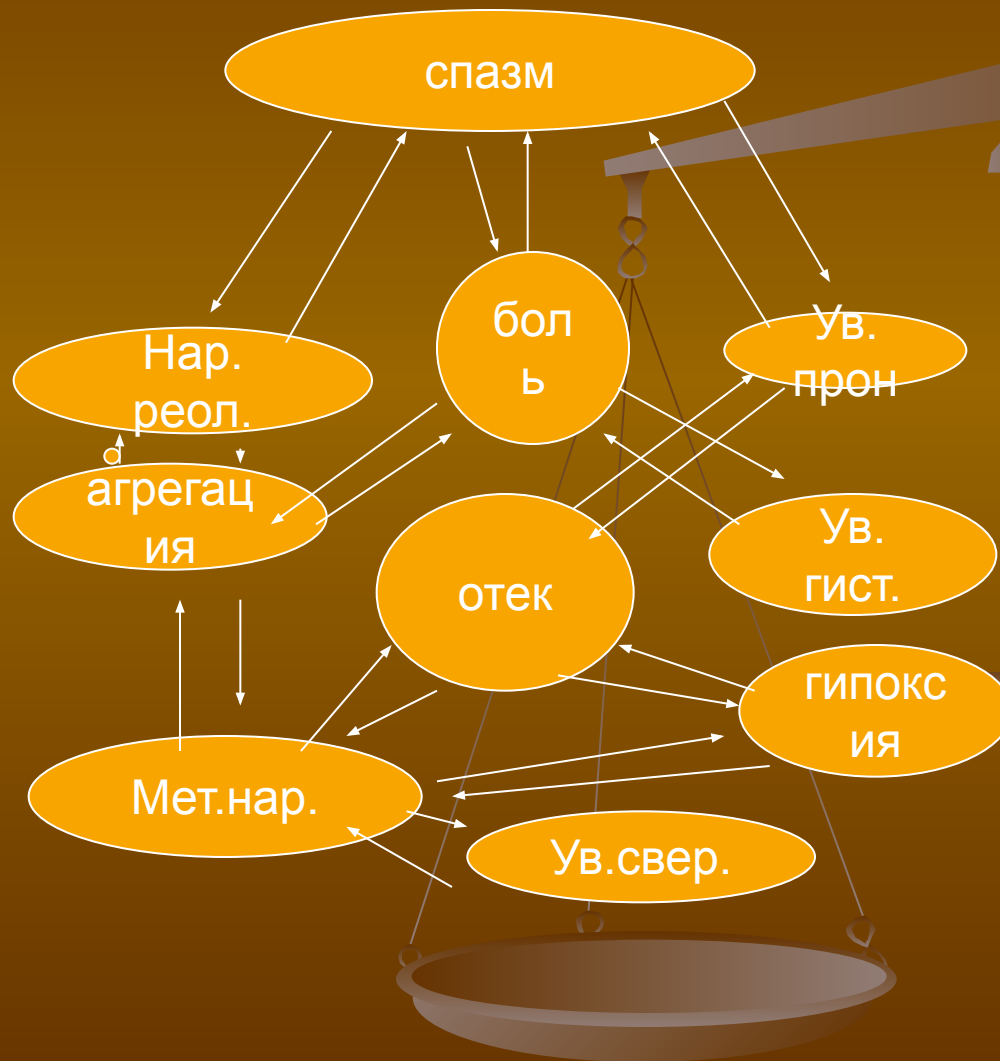 спазм
бол
ь
Ув.
прон
Нар.
реол.
агрегац
ия
Ув.
гист.
отек
гипокс
ия
Мет.нар.
Ув.свер.